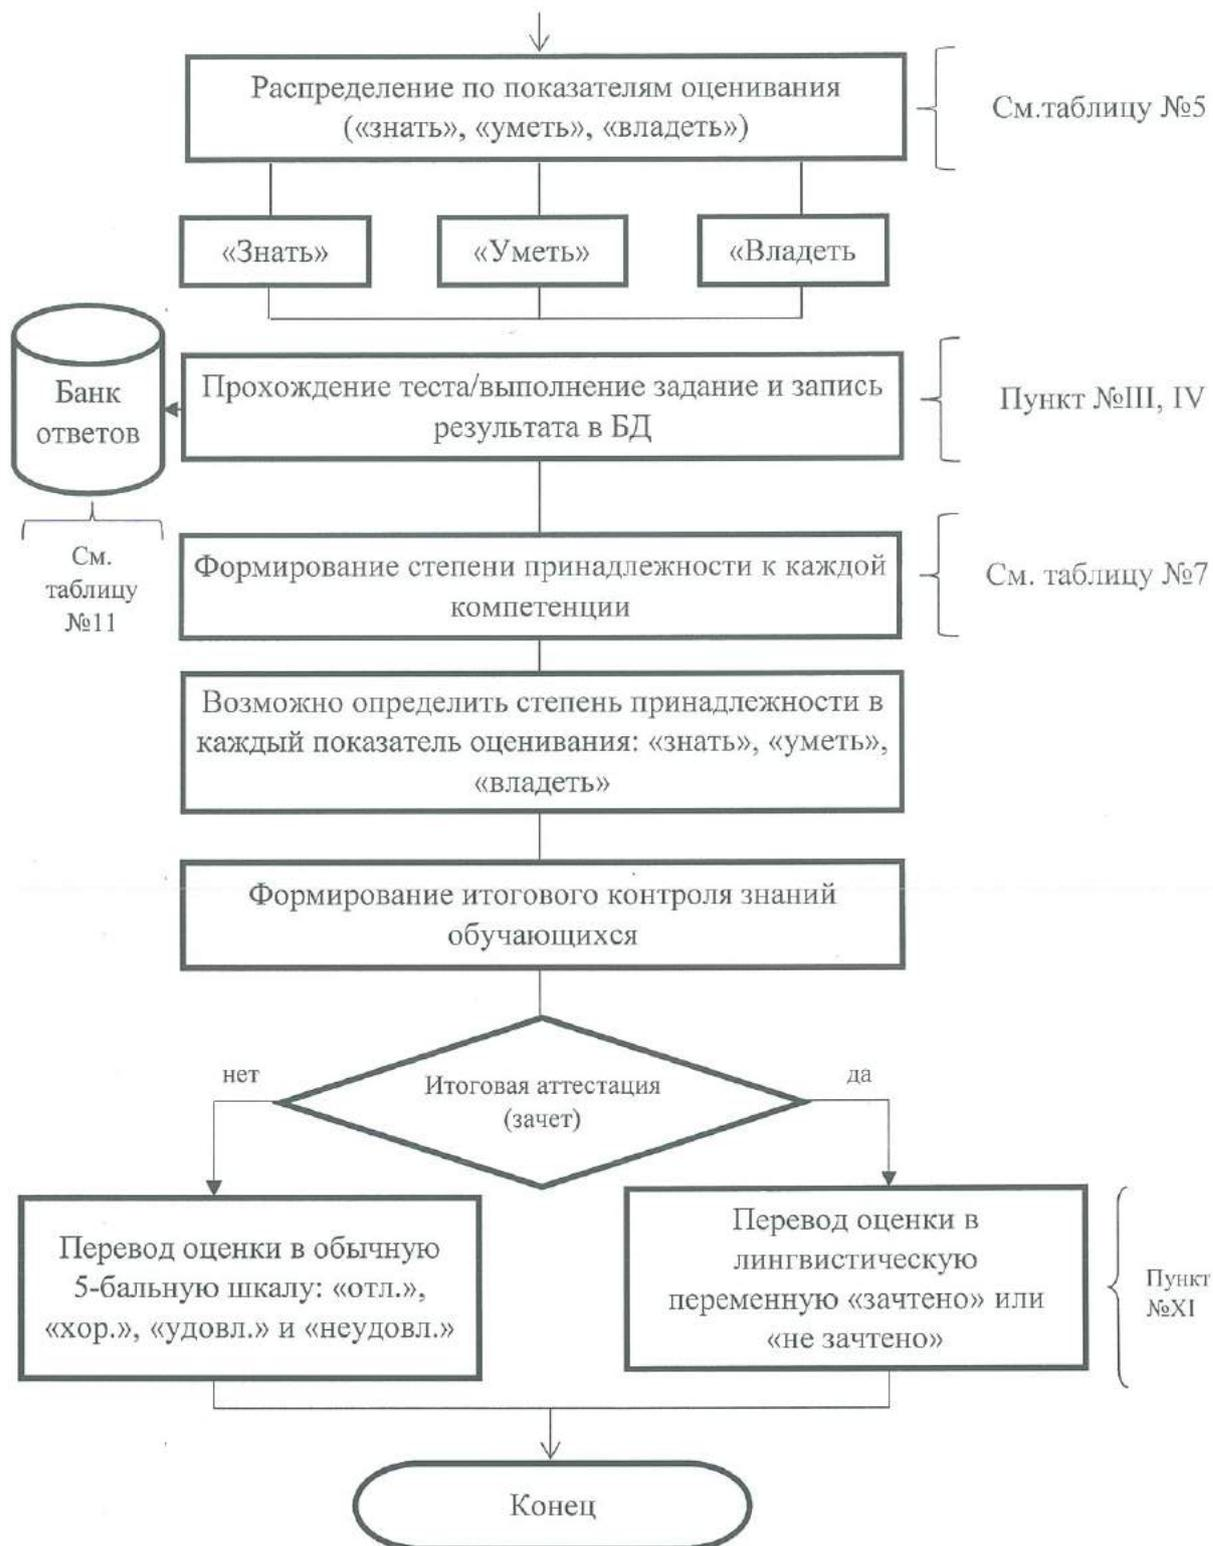 Распределение по показателям оценивания
(«знать», «уметь», «владеть»)
См.таблицу №5
«Знать»
«Уметь»
«Владеть
Банк
ответов
Прохождение теста/выполнение задание и запись
результата в БД
Пункт №III, IV
См.
таблицу
№11
Формирование степени принадлежности к каждой
компетенции
См. таблицу №7
Возможно определить степень принадлежности в
каждый показатель оценивания: «знать», «уметь»,
«владеть»
Формирование итогового контроля знаний
обучающихся
нет
Итоговая аттестация
(зачет)
да
Перевод оценки в обычную
5-бальную шкалу: «отл.»,
«хор.», «удовл.» и «неудовл.»
Перевод оценки в
лингвистическую
переменную «зачтено» или
«не зачтено»
Пункт
№XI
Конец